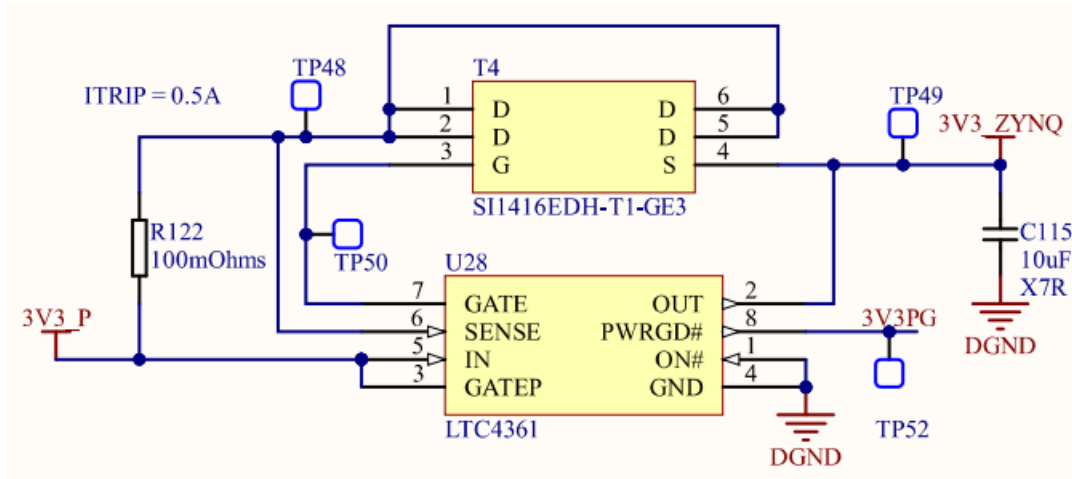 TP48
T4
ITRIP = 0.5A
1 D D 6
2 D D 5
3 G S 4
TP49
3V3_ZYNQ
SI1416EDH-T1-GE3
R122
100mOhms
TP50
C115
10uF
X7R
DGND
U28
7 GATE OUT 2
6 SENSE PWRGD# 8
5 IN ON# 1
3 GATEP GND 4
LTC4361
3V3_P
3V3PG
TP52
DGND